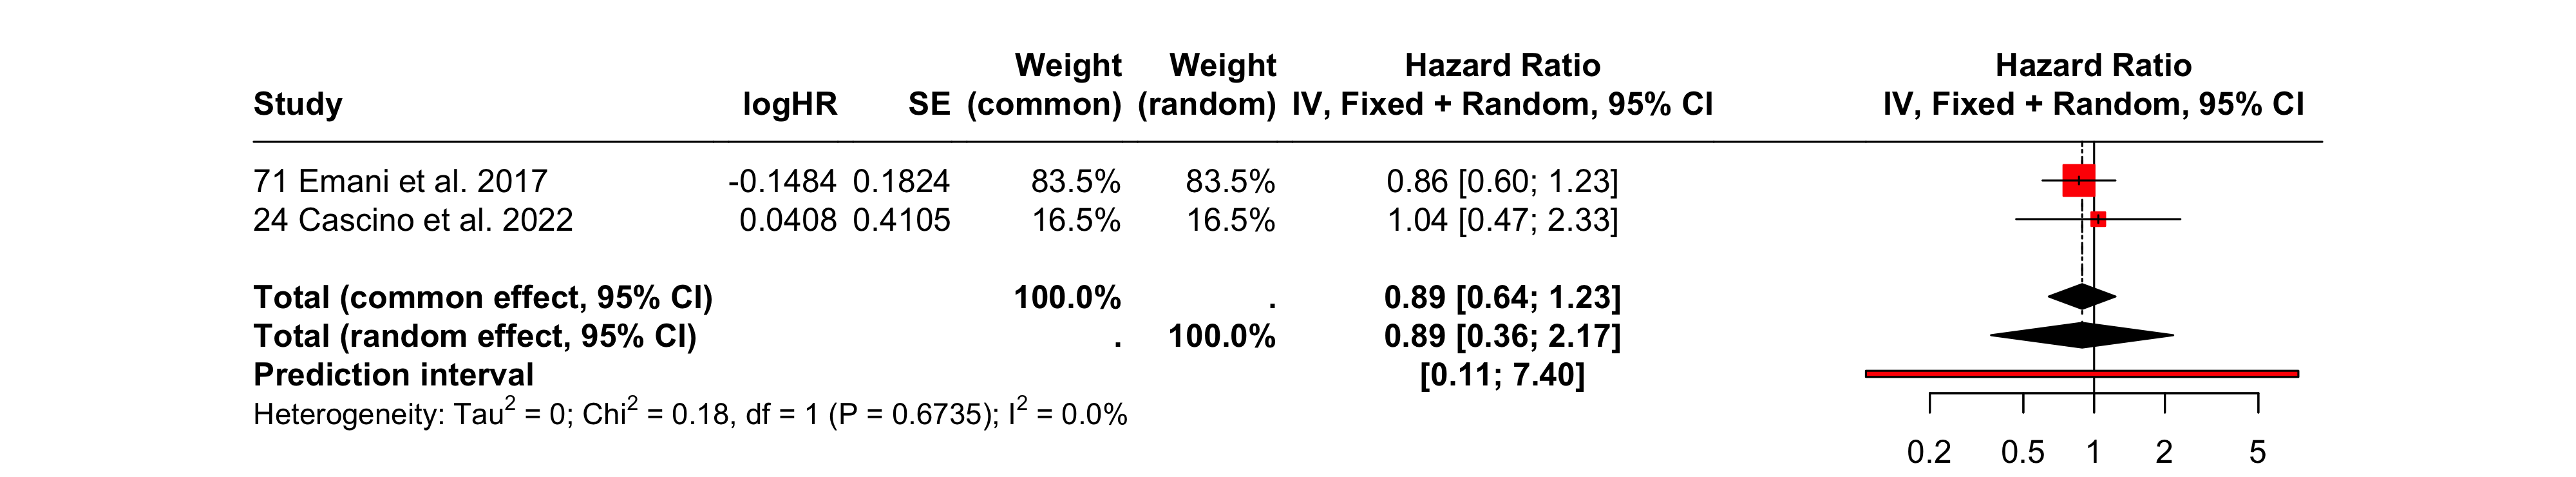 Weight Weight Hazard Ratio Hazard Ratio
Study logHR SE (common) (random) IV, Fixed + Random, 95% CI IV, Fixed + Random, 95% CI
71 Emani et al. 2017 -0.1484 0.1824 83.5% 83.5% 0.86 [0.60; 1.23]
24 Cascino et al. 2022 0.0408 0.4105 16.5% 16.5% 1.04 [0.47; 2.33]
Total (common effect, 95% CI) 100.0% . 0.89 [0.64; 1.23]
Total (random effect, 95% CI) . 100.0% 0.89 [0.36; 2.17]
Prediction interval [0.11; 7.40]
Heterogeneity: Tau² = 0; Chi² = 0.18, df = 1 (P = 0.6735); I² = 0.0%
0.2 0.5 1 2 5